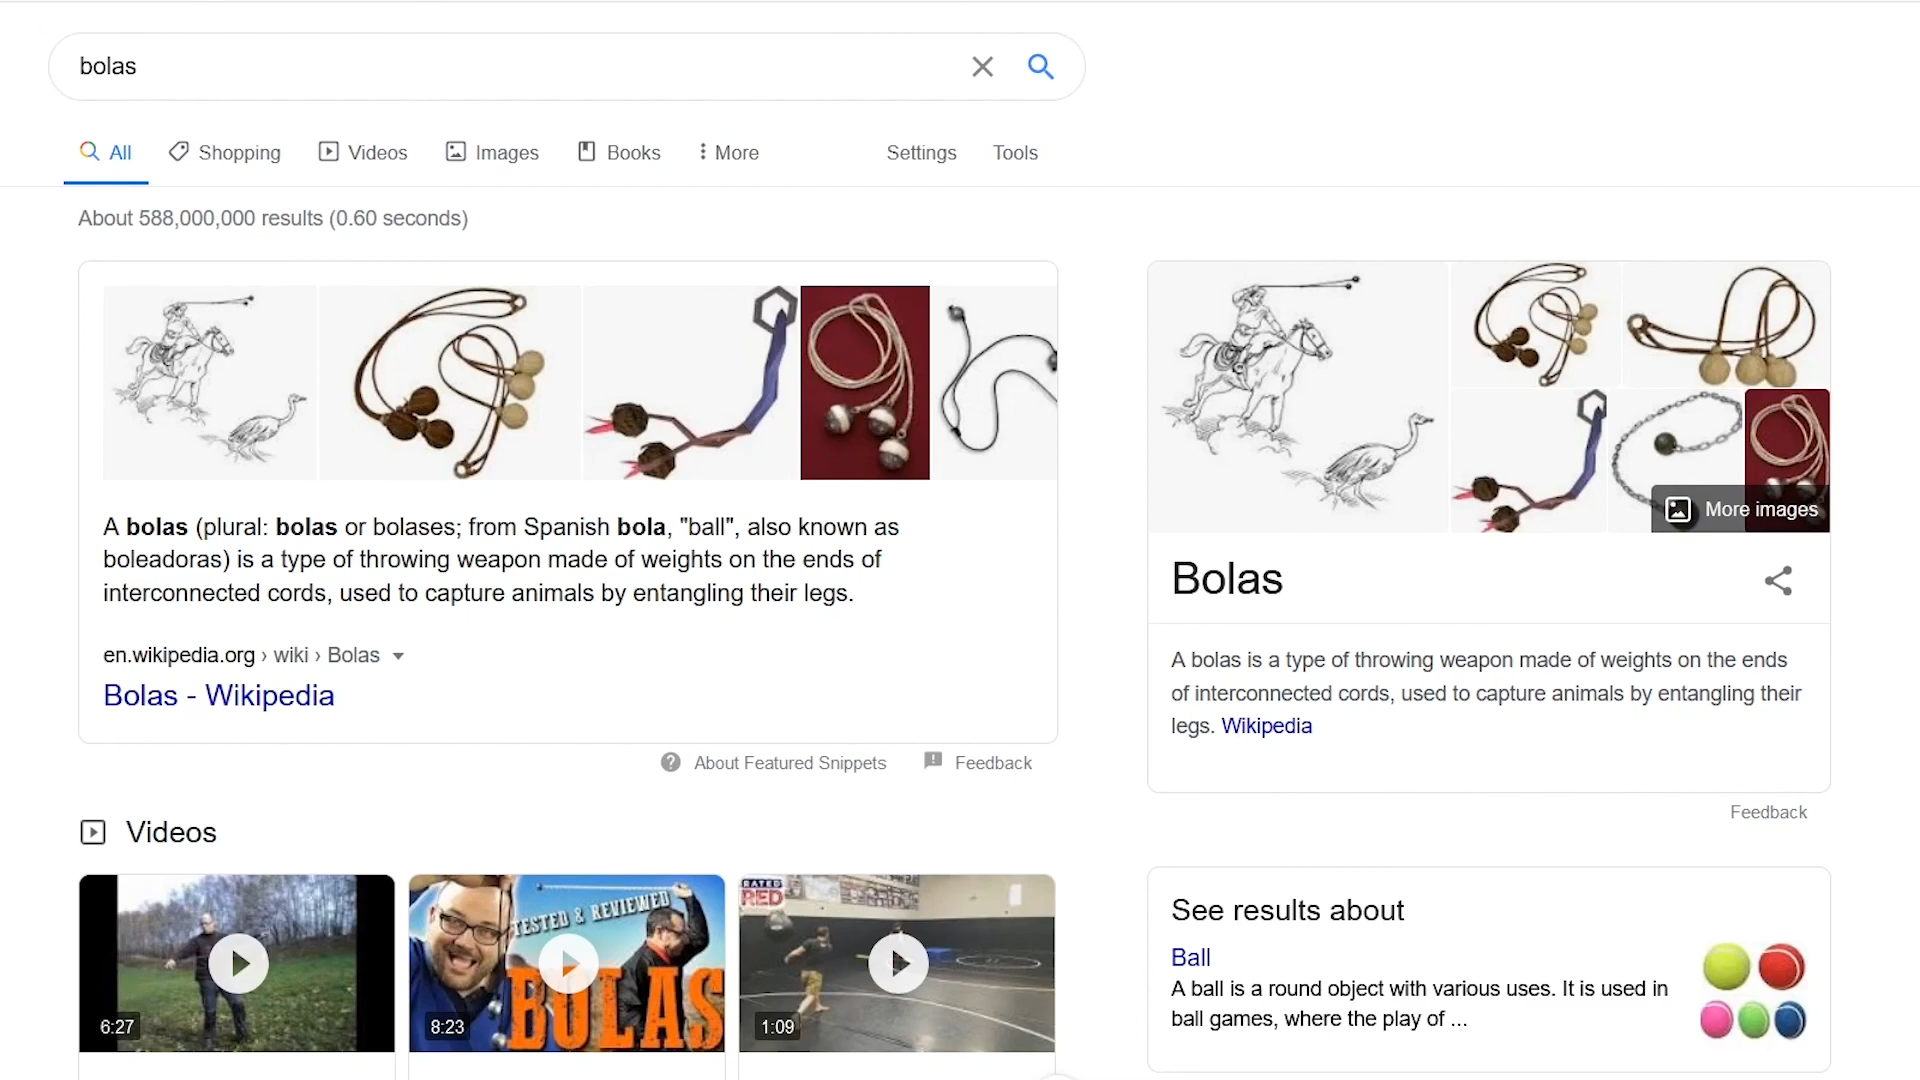 bolas
All Shopping Videos Images Books More Settings Tools
About 588,000,000 results (0.60 seconds)
A bolas (plural: bolas or bolases; from Spanish bola, "ball", also known as
boleadoras) is a type of throwing weapon made of weights on the ends of
interconnected cords, used to capture animals by entangling their legs.
en.wikipedia.org › wiki › Bolas
Bolas - Wikipedia
About Featured Snippets Feedback
Videos
6:27
TESTED & REVIEWED
BOLAS
8:23
RATED
RED
1:09
More images
Bolas
A bolas is a type of throwing weapon made of weights on the ends
of interconnected cords, used to capture animals by entangling their
legs. Wikipedia
Feedback
See results about
Ball
A ball is a round object with various uses. It is used in
ball games, where the play of ...